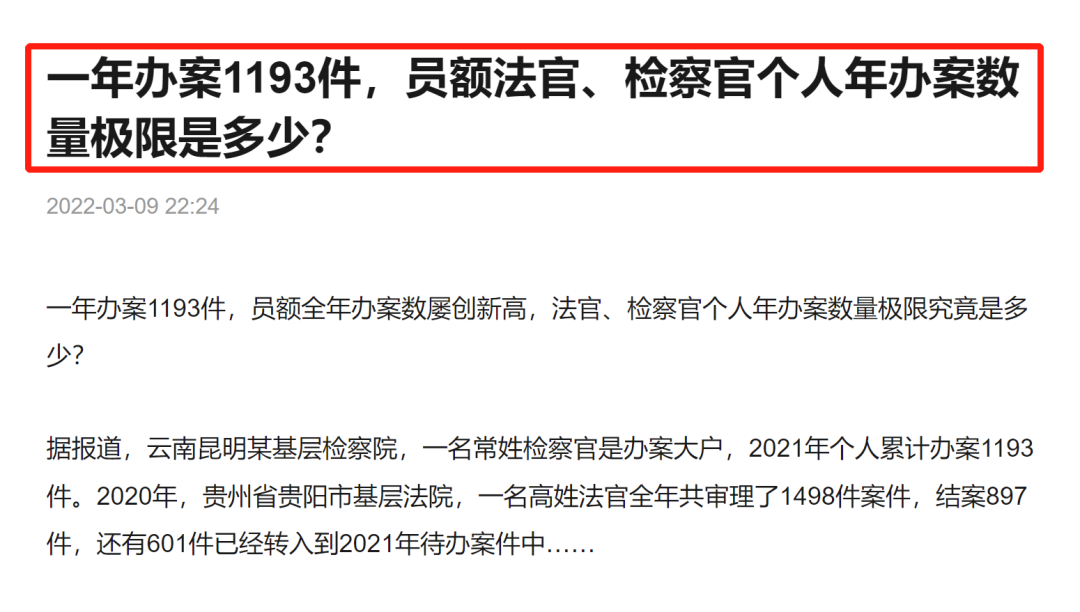 一年办案1193件，员额法官、检察官个人年办案数
量极限是多少？
2022-03-09 22:24
一年办案1193件，员额全年办案数屡创新高，法官、检察官个人年办案数量极限究竟是多
少？
据报道，云南昆明某基层检察院，一名常姓检察官是办案大户，2021年个人累计办案1193
件。2020年，贵州省贵阳市基层法院，一名高姓法官全年共审理了1498件案件，结案897
件，还有601件已经转入到2021年待办案件中……